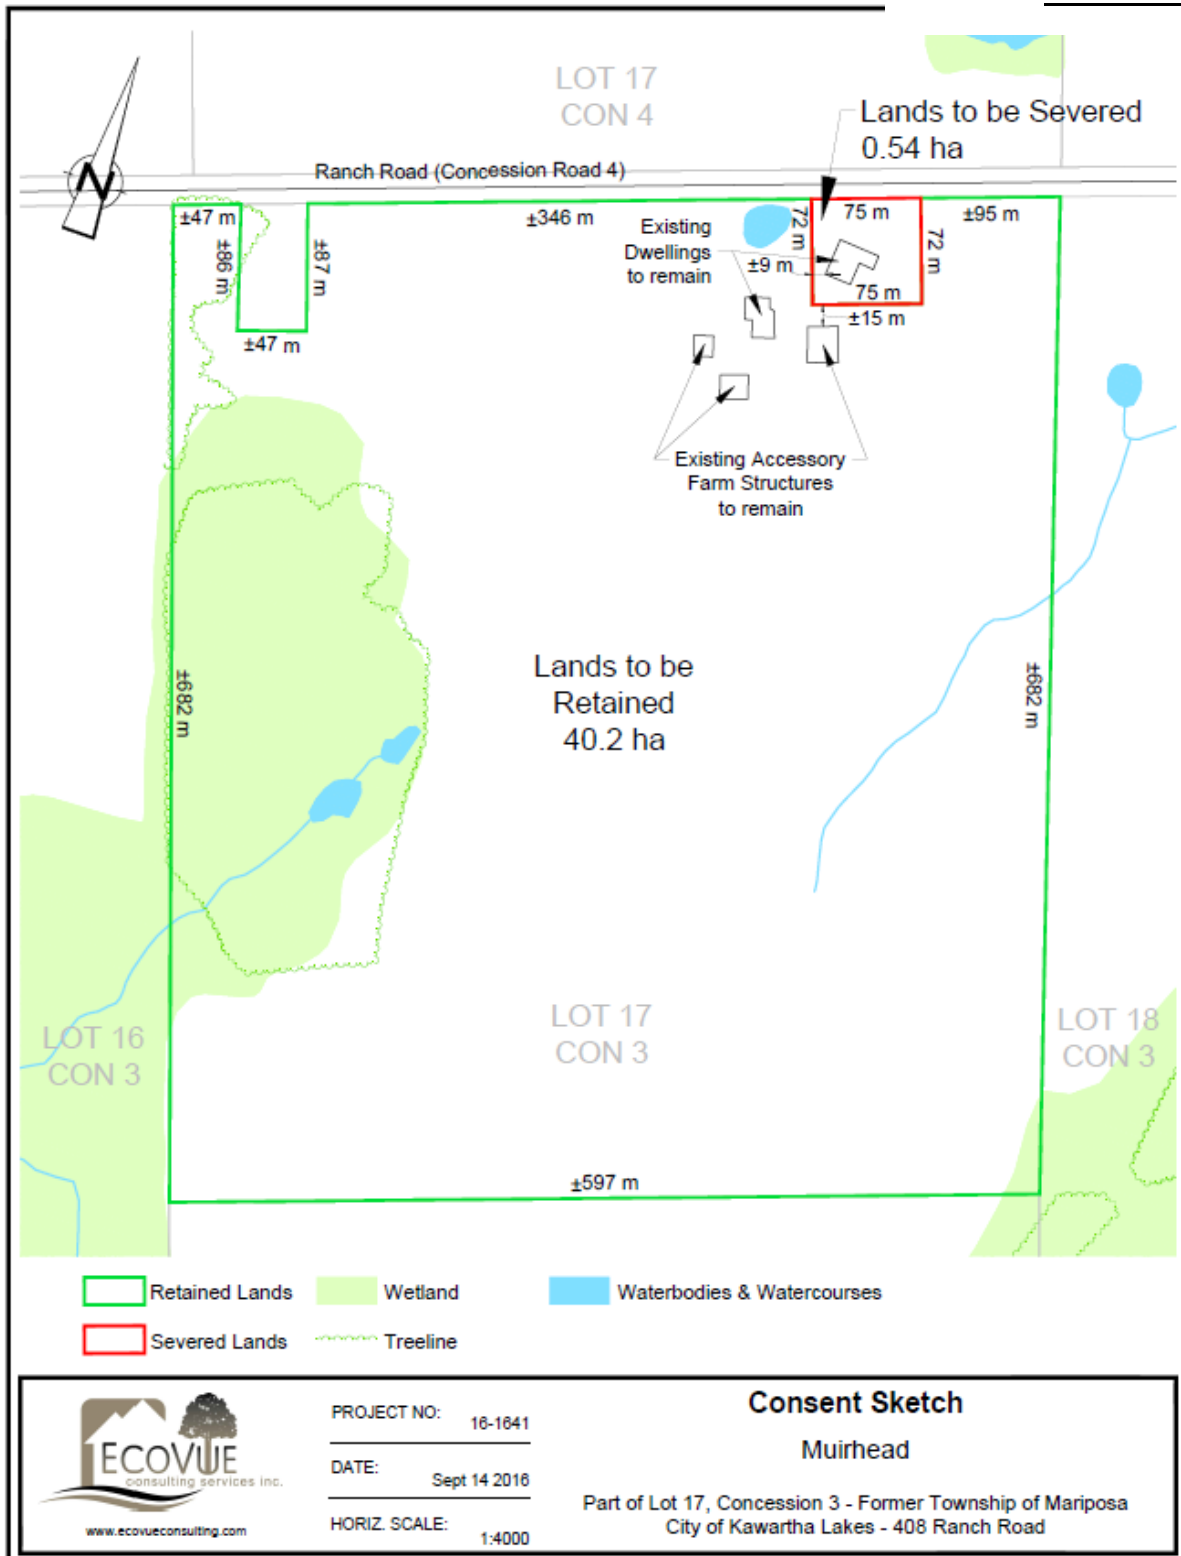 LOT 17
CON 4
Lands to be Severed
0.54 ha
N
Ranch Road (Concession Road 4)
±47 m
±346 m
75 m
±95 m
±86 m
±87 m
72 m
72 m
Existing
Dwellings
to remain
±9 m
75 m
±15 m
±47 m
Existing Accessory
Farm Structures
to remain
Lands to be
Retained
40.2 ha
±682 m
±682 m
LOT 16
CON 3
LOT 17
CON 3
LOT 18
CON 3
±597 m
Retained Lands
Wetland
Waterbodies & Watercourses
Severed Lands
Treeline
ECOVUE
consulting services inc.
www.ecovueconsulting.com
PROJECT NO: 16-1641
DATE: Sept 14 2016
HORIZ. SCALE: 1:4000
Consent Sketch
Muirhead
Part of Lot 17, Concession 3 - Former Township of Mariposa
City of Kawartha Lakes - 408 Ranch Road